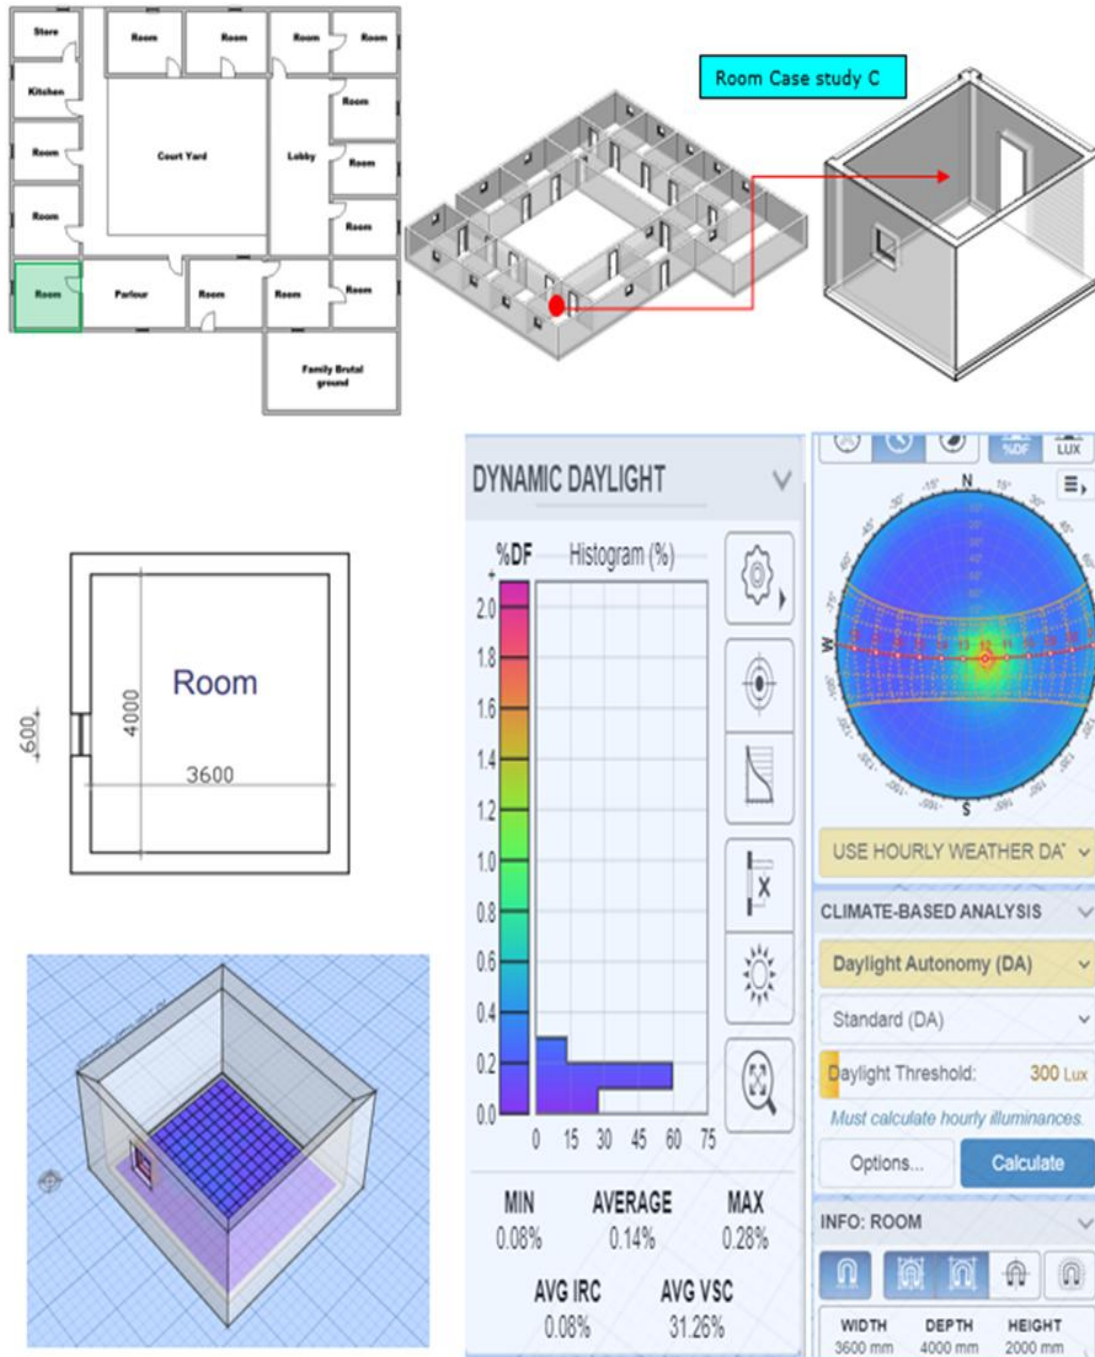 Store
Room
Room
Room
Room
Kitchen
Room
Room
Court Yard
Lobby
Room
Room
Room
Room
Parlour
Room
Room
Room
Family Brutal
ground
Room Case study C
Room
4000
3600
600
DYNAMIC DAYLIGHT
%DF Histogram (%)
+
2.0
1.8
1.6
1.4
1.2
1.0
0.8
0.6
0.4
0.2
0.0
0 15 30 45 60 75
MIN AVERAGE MAX
0.08% 0.14% 0.28%
AVG IRC AVG VSC
0.08% 31.26%
%DF LUX
N
W
S
USE HOURLY WEATHER DAT
CLIMATE-BASED ANALYSIS
Daylight Autonomy (DA)
Standard (DA)
Daylight Threshold: 300 Lux
Must calculate hourly illuminances.
Options... Calculate
INFO: ROOM
WIDTH DEPTH HEIGHT
3600 mm 4000 mm 2000 mm